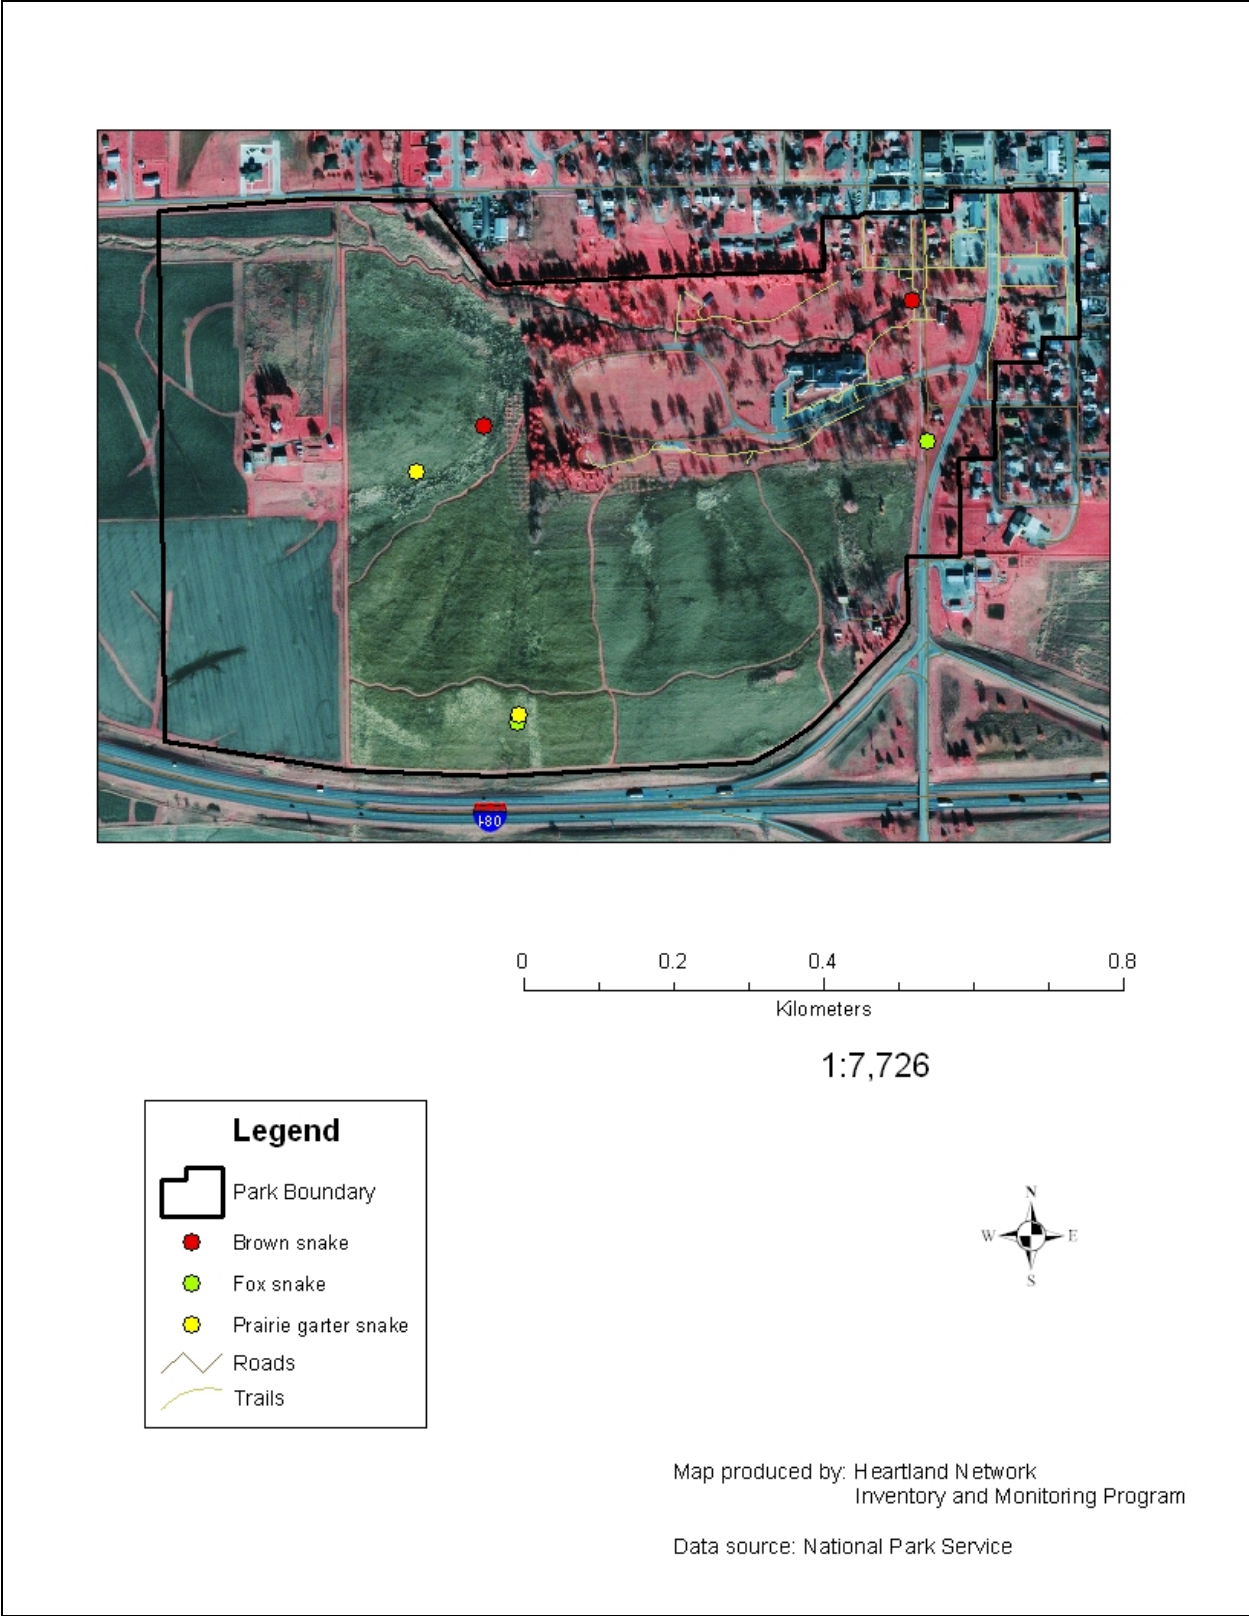 I-80
0 0.2 0.4 0.8
Kilometers
1:7,726
Legend
Park Boundary
Brown snake
Fox snake
Prairie garter snake
Roads
Trails
N
W E
S
Map produced by: Heartland Network
Inventory and Monitoring Program
Data source: National Park Service